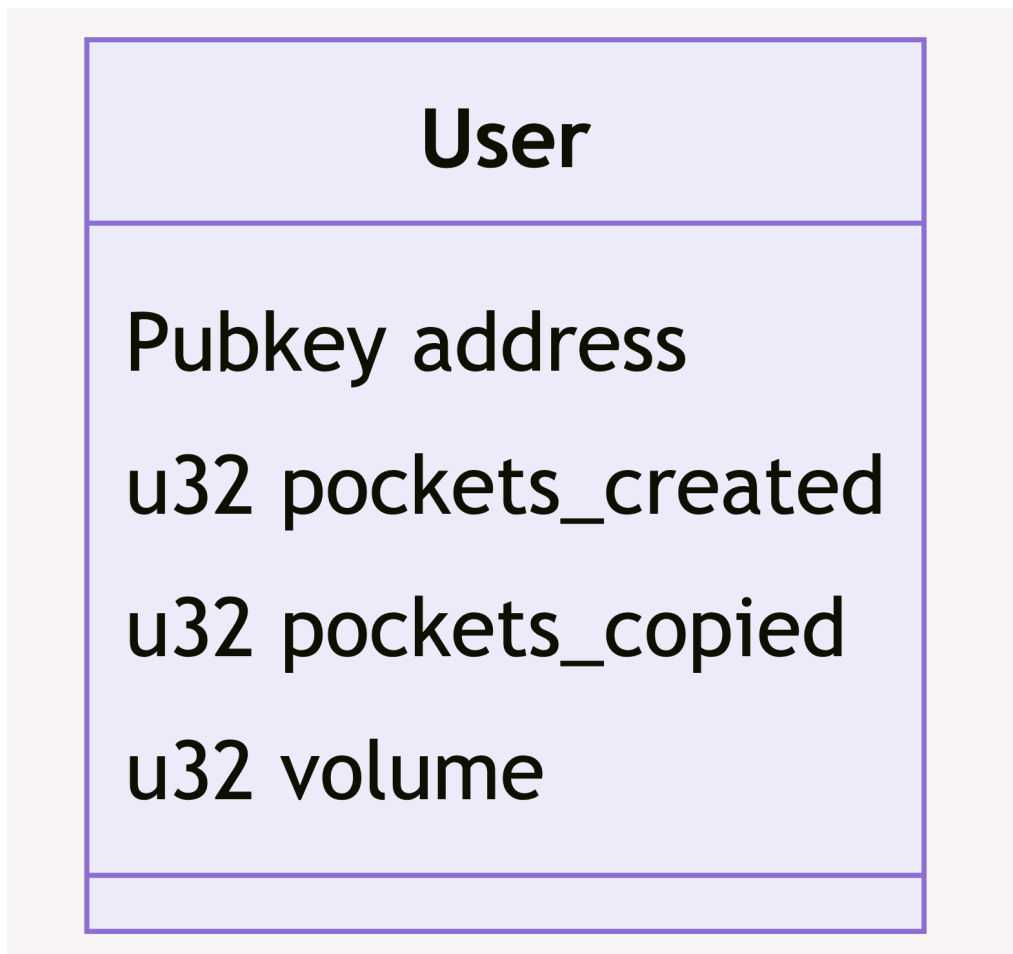 User
Pubkey address
u32 pockets_created
u32 pockets_copied
u32 volume